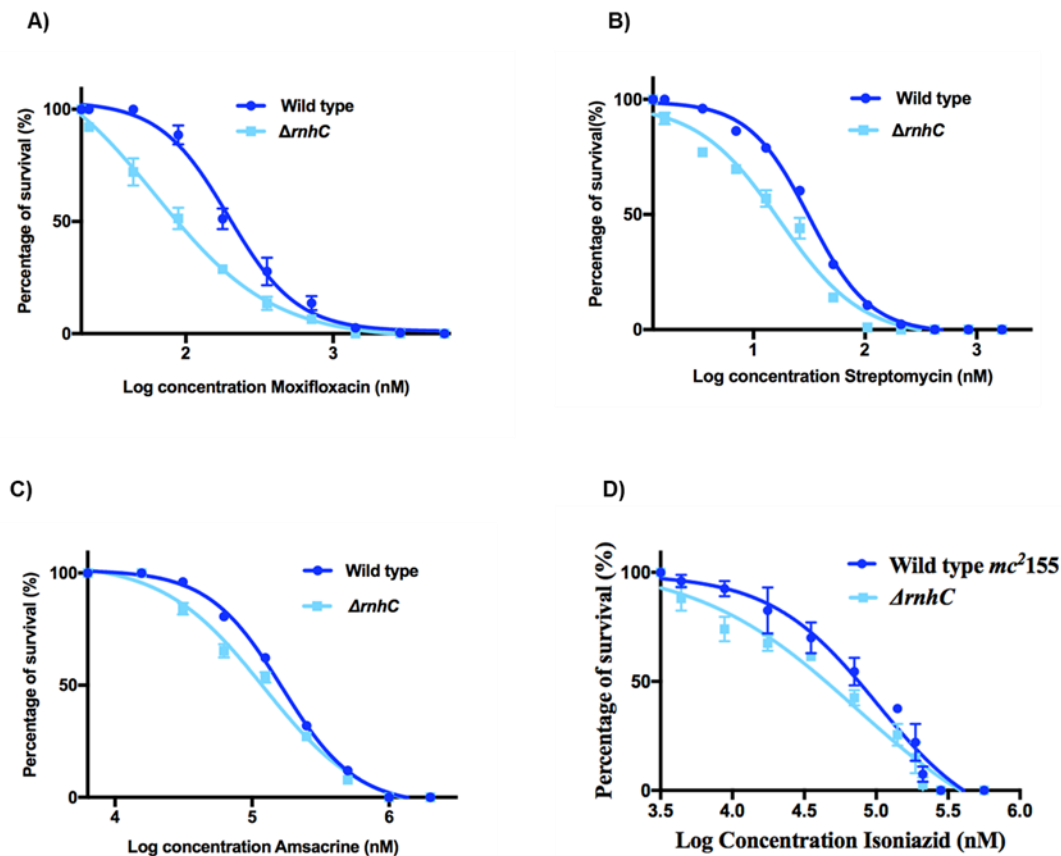 A)
Percentage of survival (%)
100
50
0
2
3
Wild type
ΔrnhC
Log concentration Moxifloxacin (nM)
B)
Percentage of survival(%)
100
50
0
1
2
3
Wild type
ΔrnhC
Log concentration Streptomycin (nM)
C)
Percentage of survival (%)
100
50
0
4
5
6
Wild type
ΔrnhC
Log concentration Amsacrine (nM)
D)
Percentage of survival (%)
100
50
0
3.5
4.0
4.5
5.0
5.5
6.0
Wild type mc²155
ΔrnhC
Log Concentration Isoniazid (nM)